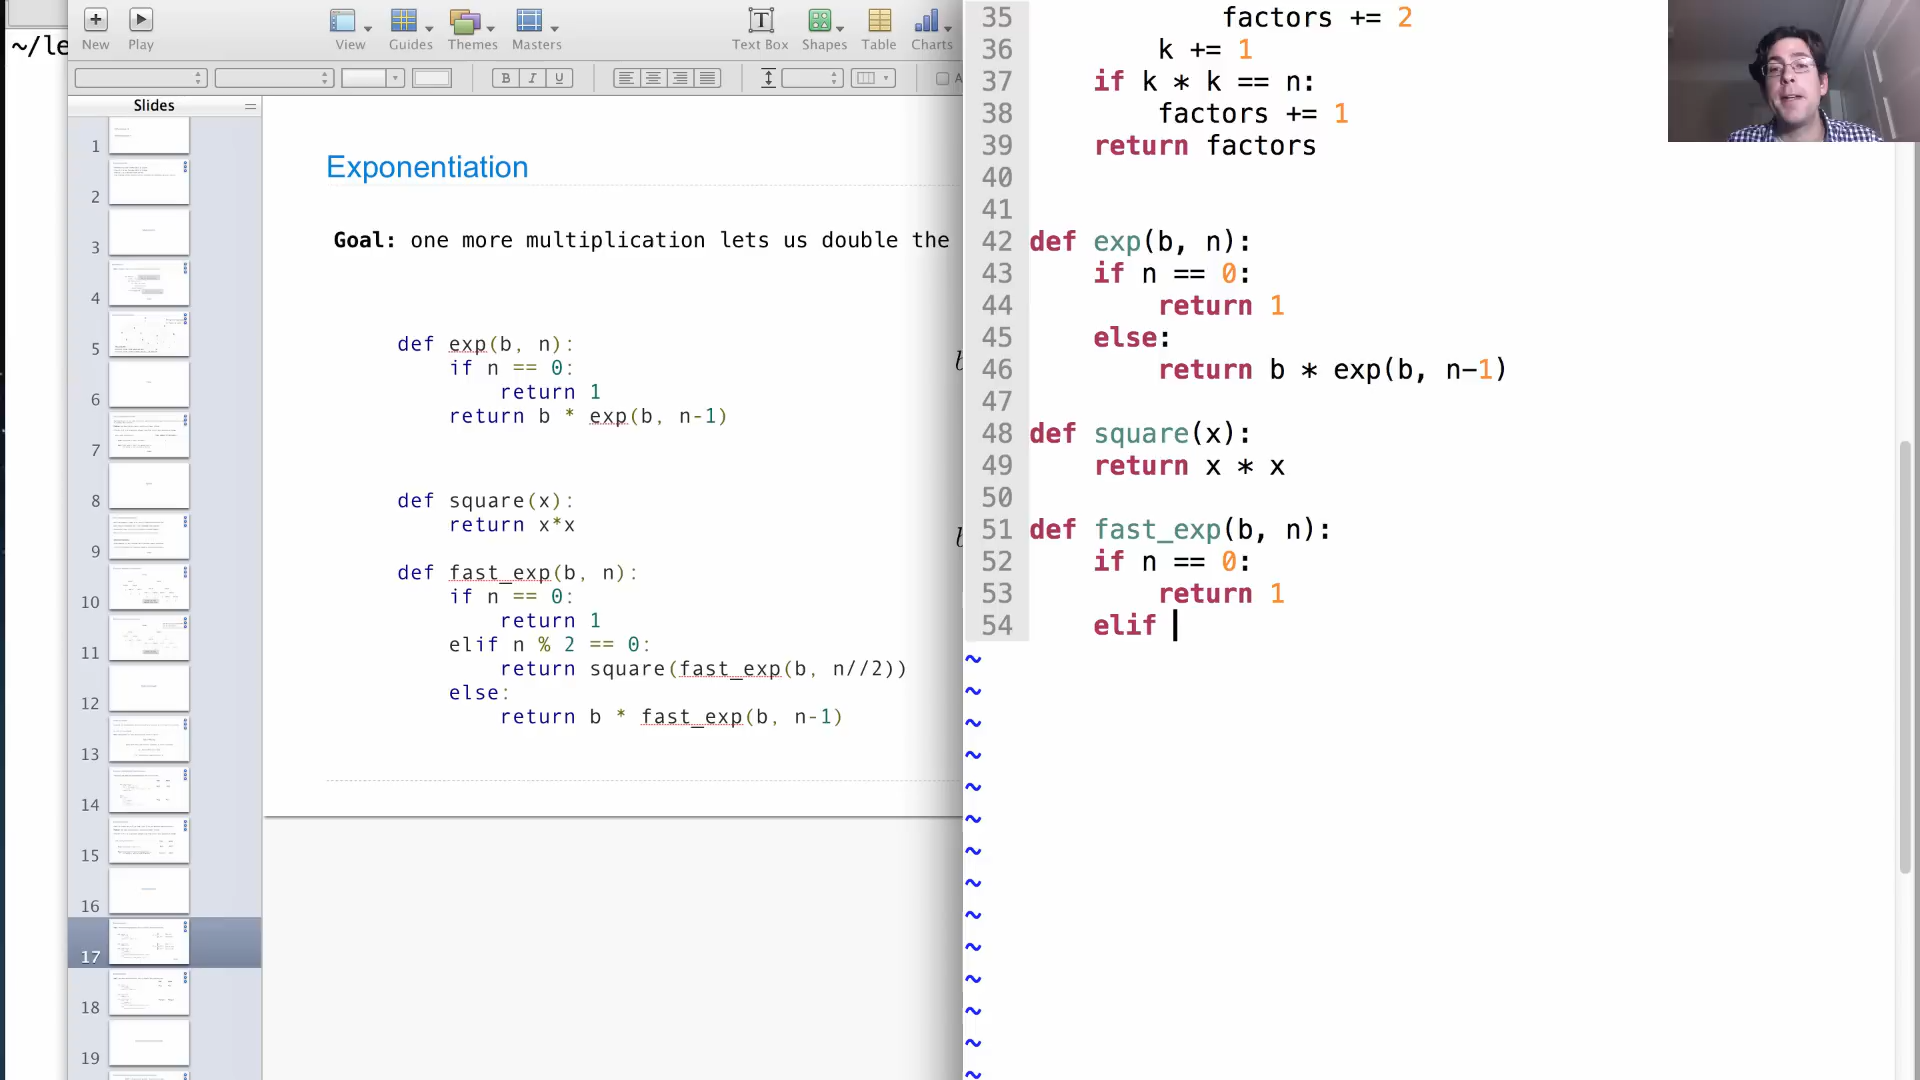 ~/le
New
Play
View
Guides
Themes
Masters
Text Box
Shapes
Table
Charts
B I U
A
Slides
1
2
3
4
5
6
7
8
9
10
11
12
13
14
15
16
17
18
19
Exponentiation
Goal: one more multiplication lets us double the
def exp(b, n):
if n == 0:
return 1
return b * exp(b, n-1)
def square(x):
return x*x
def fast_exp(b, n):
if n == 0:
return 1
elif n % 2 == 0:
return square(fast_exp(b, n//2))
else:
return b * fast_exp(b, n-1)
b
b
35 factors += 2
36 k += 1
37 if k * k == n:
38 factors += 1
39 return factors
40
41
42 def exp(b, n):
43 if n == 0:
44 return 1
45 else:
46 return b * exp(b, n-1)
47
48 def square(x):
49 return x * x
50
51 def fast_exp(b, n):
52 if n == 0:
53 return 1
54 elif
~
~
~
~
~
~
~
~
~
~
~
~
~
~